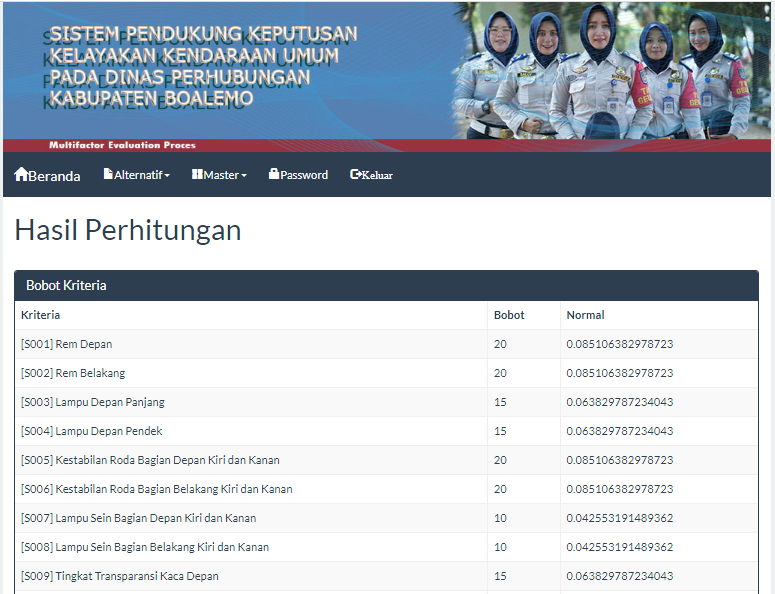 SISTEM PENDUKUNG KEPUTUSAN
KELAYAKAN KENDARAAN UMUM
PADA DINAS PERHUBUNGAN
KABUPATEN BOALEMO
Multifactor Evaluation Proces
Beranda Alternatif Master Password Keluar
Hasil Perhitungan
Bobot Kriteria
Kriteria Bobot Normal
[S001] Rem Depan 20 0.085106382978723
[S002] Rem Belakang 20 0.085106382978723
[S003] Lampu Depan Panjang 15 0.063829787234043
[S004] Lampu Depan Pendek 15 0.063829787234043
[S005] Kestabilan Roda Bagian Depan Kiri dan Kanan 20 0.085106382978723
[S006] Kestabilan Roda Bagian Belakang Kiri dan Kanan 20 0.085106382978723
[S007] Lampu Sein Bagian Depan Kiri dan Kanan 10 0.042553191489362
[S008] Lampu Sein Bagian Belakang Kiri dan Kanan 10 0.042553191489362
[S009] Tingkat Transparansi Kaca Depan 15 0.063829787234043